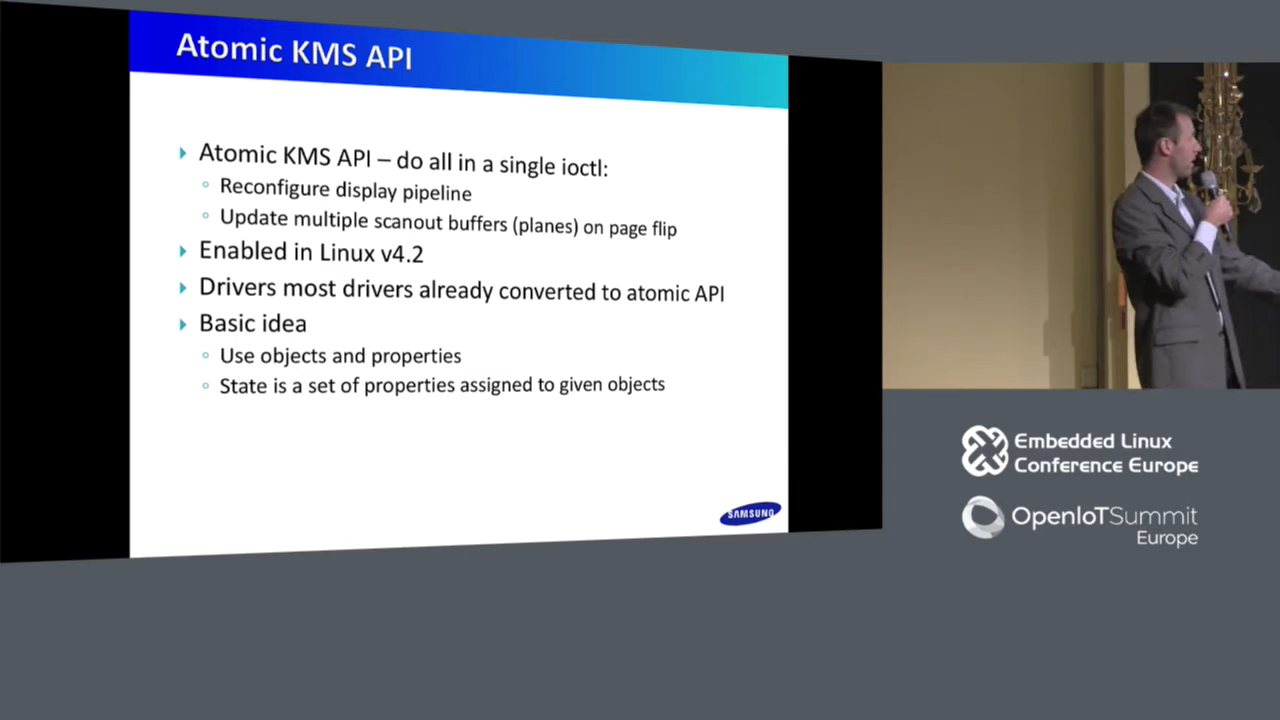 Atomic KMS API
Atomic KMS API – do all in a single ioctl:
Reconfigure display pipeline
Update multiple scanout buffers (planes) on page flip
Enabled in Linux v4.2
Drivers most drivers already converted to atomic API
Basic idea
Use objects and properties
State is a set of properties assigned to given objects
SAMSUNG
Embedded Linux
Conference Europe
OpenIoTSummit
Europe